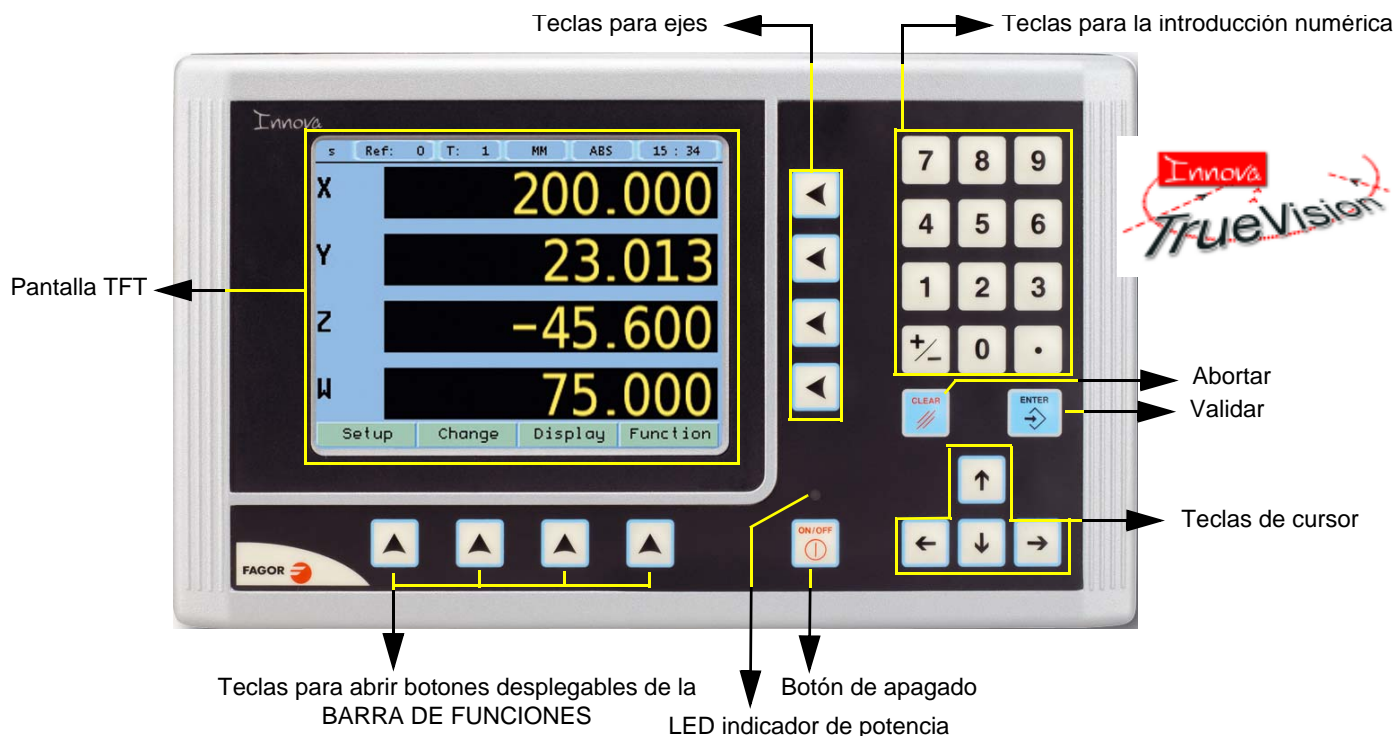 Teclas para ejes
Teclas para la introducción numérica
Innova
s Ref: 0 T: 1 MM ABS 15 : 34
X 200.000
Y 23.013
Z -45.600
W 75.000
Setup Change Display Function
Pantalla TFT
7 8 9
4 5 6
1 2 3
+/- 0 .
Innova
TrueVision
CLEAR
ENTER
Abortar
Validar
Teclas de cursor
ON/OFF
FAGOR
Teclas para abrir botones desplegables de la
BARRA DE FUNCIONES
Botón de apagado
LED indicador de potencia